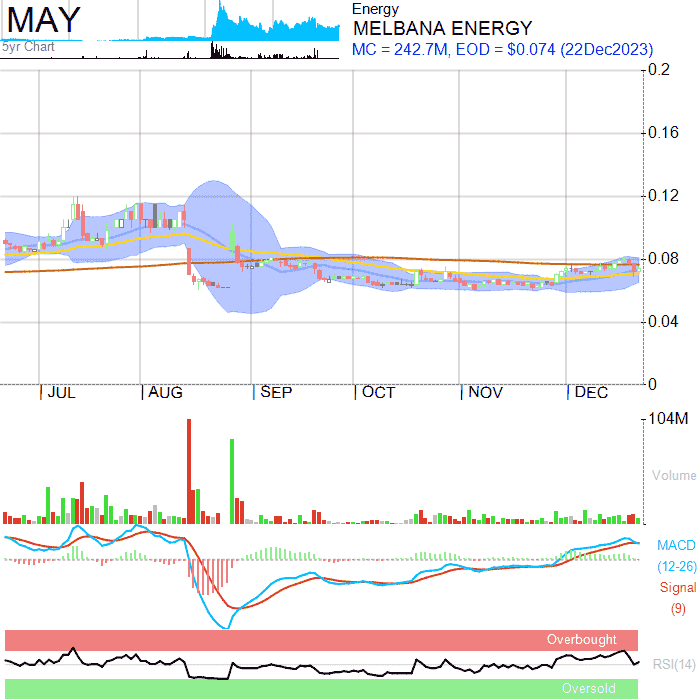 MAY
5yr Chart
Energy
MELBANA ENERGY
MC = 242.7M, EOD = $0.074 (22Dec2023)
0.2
0.16
0.12
0.08
0.04
0
JUL AUG SEP OCT NOV DEC
104M
Volume
MACD
(12-26)
Signal
(9)
Overbought
RSI(14)
Oversold